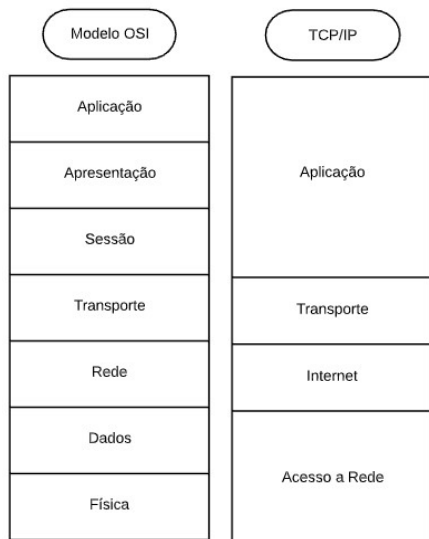 Modelo OSI
TCP/IP
Aplicação
Apresentação
Sessão
Transporte
Rede
Dados
Física
Aplicação
Transporte
Internet
Acesso a Rede